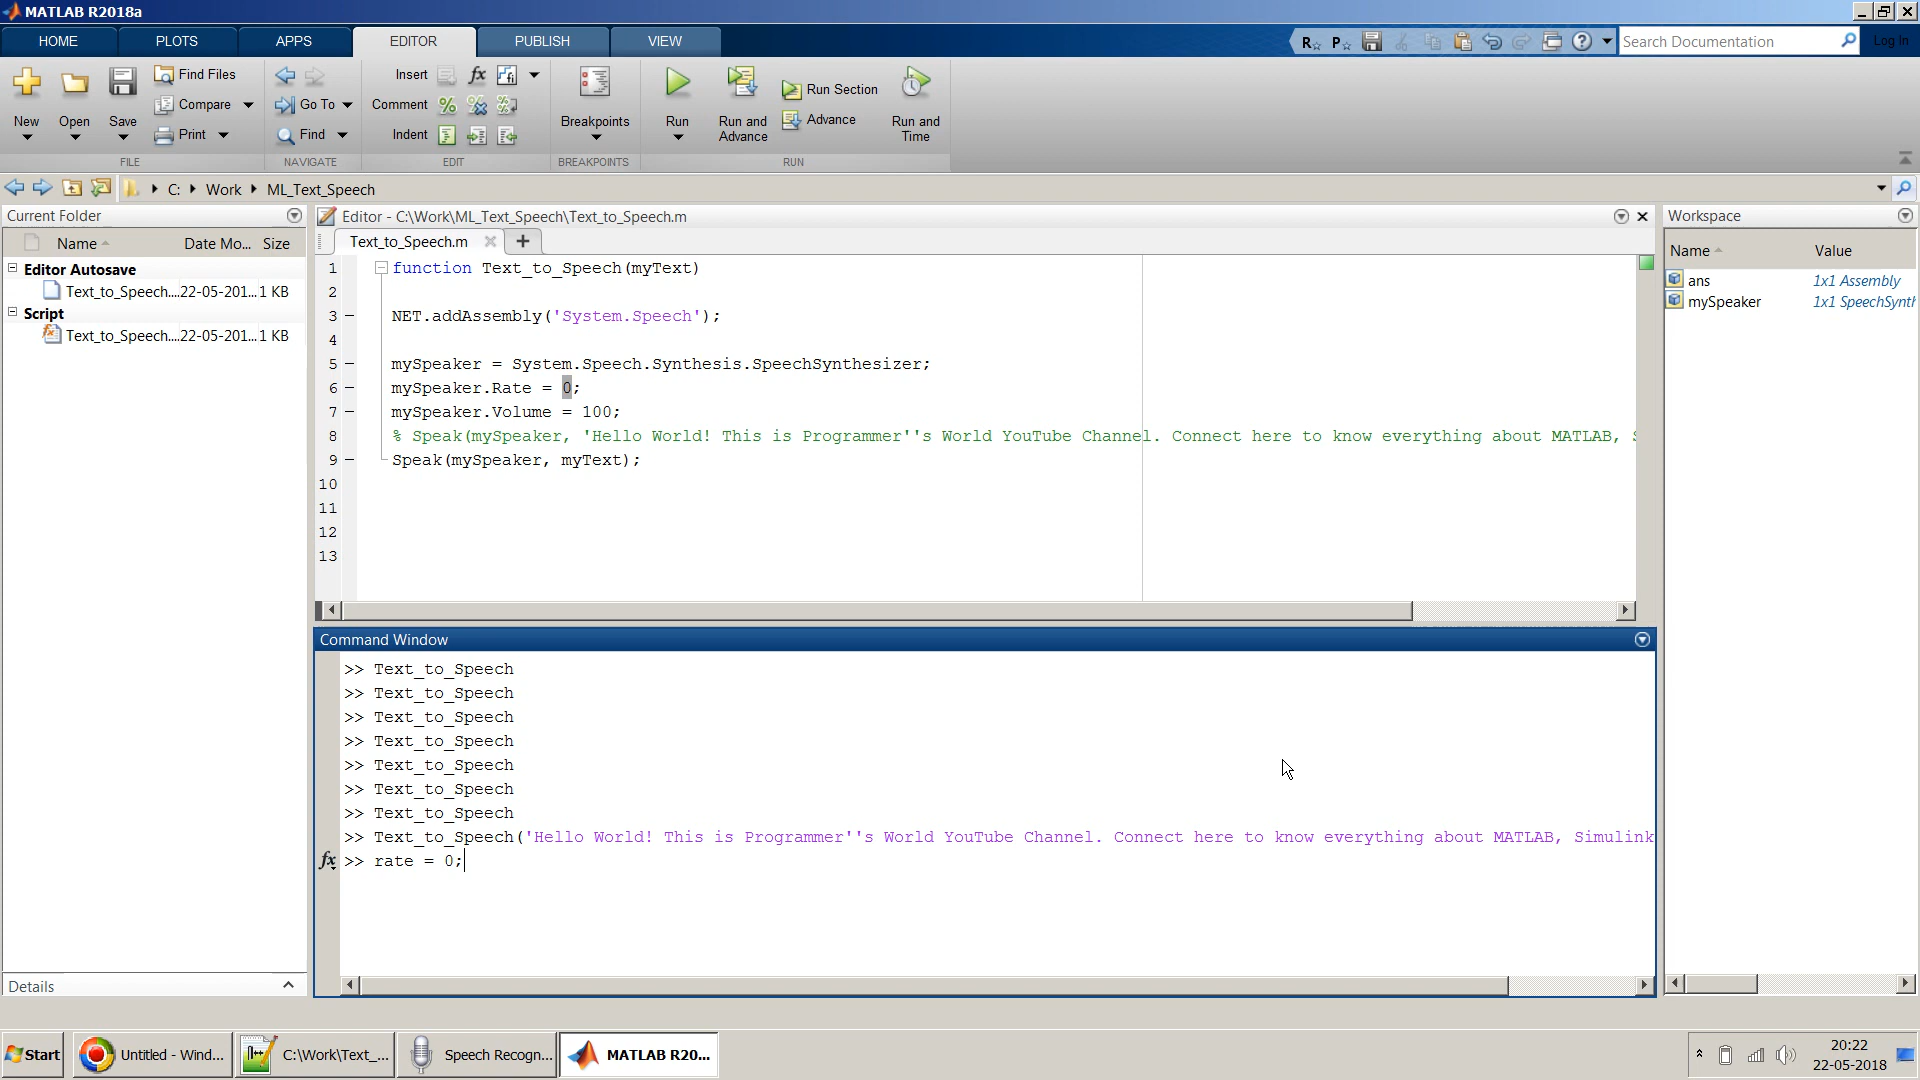 MATLAB R2018a
HOME PLOTS APPS EDITOR PUBLISH VIEW
Search Documentation
Log In
New
Open
Save
Find Files
Compare
Print
FILE
Go To
Find
NAVIGATE
Insert
Comment
Indent
EDIT
Breakpoints
BREAKPOINTS
Run
Run and
Advance
Run Section
Advance
Run and
Time
RUN
C: Work ML_Text_Speech
Current Folder
Name Date Mo... Size
Editor Autosave
Text_to_Speech....22-05-201...1 KB
Script
Text_to_Speech....22-05-201...1 KB
Details
Editor - C:\Work\ML_Text_Speech\Text_to_Speech.m
Text_to_Speech.m
1 function Text_to_Speech(myText)
2
3 NET.addAssembly('System.Speech');
4
5 mySpeaker = System.Speech.Synthesis.SpeechSynthesizer;
6 mySpeaker.Rate = 0;
7 mySpeaker.Volume = 100;
8 % Speak(mySpeaker, 'Hello World! This is Programmer''s World YouTube Channel. Connect here to know everything about MATLAB,
9 Speak(mySpeaker, myText);
10
11
12
13
Command Window
>> Text_to_Speech
>> Text_to_Speech
>> Text_to_Speech
>> Text_to_Speech
>> Text_to_Speech
>> Text_to_Speech
>> Text_to_Speech
>> Text_to_Speech('Hello World! This is Programmer''s World YouTube Channel. Connect here to know everything about MATLAB, Simulink
fx >> rate = 0;
Workspace
Name Value
ans 1x1 Assembly
mySpeaker 1x1 SpeechSynth
Start
Untitled - Wind...
C:\Work\Text_...
Speech Recogn...
MATLAB R20...
20:22
22-05-2018